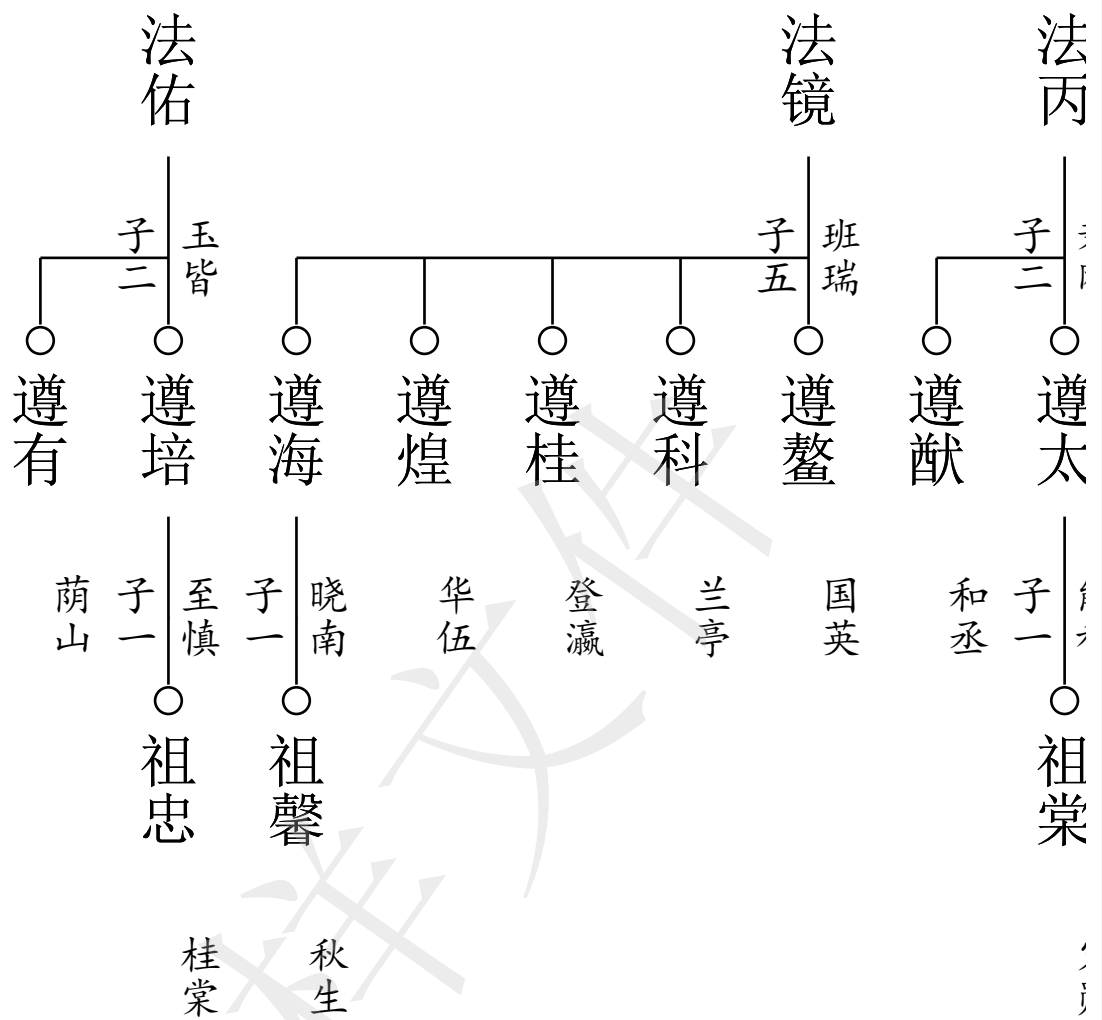 法丙
法镜
法佑
子二
班瑞
子五
玉皆
子二
遵太
遵猷
遵鳌
遵科
遵桂
遵煌
遵海
遵培
遵有
子一
和丞
国英
兰亭
登瀛
华伍
晓南
子一
至慎
子一
荫山
祖棠
祖馨
祖忠
秋生
桂棠
样文件